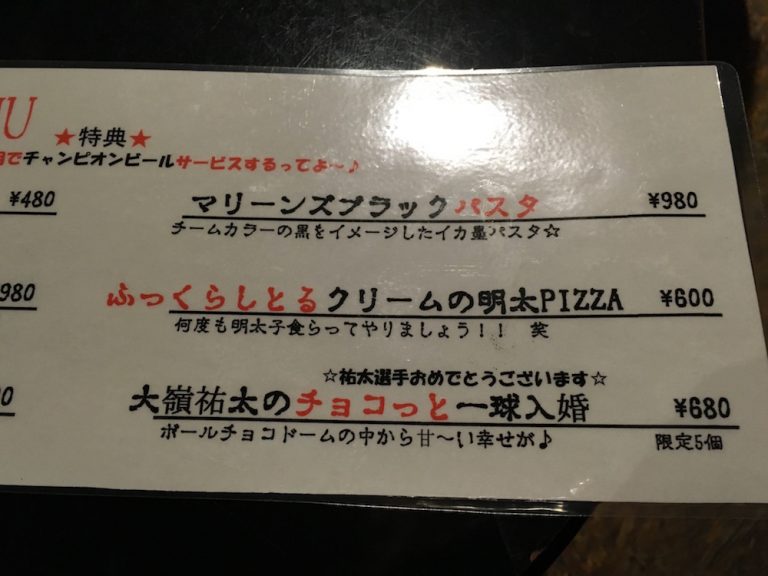 NU
★特典★
円でチャンピオンビールサービスするってよ～♪
¥480
マリーンズブラックパスタ ¥980
チームカラーの黒をイメージしたイカ墨パスタ☆
980
ふっくらしとるクリームの明太PIZZA ¥600
何度も明太子食らってやりましょう！！ 笑
☆祐太選手おめでとうございます☆
大嶺祐太のチョコっと一球入婚 ¥680
ボールチョコドームの中から甘～い幸せが♪ 限定5個